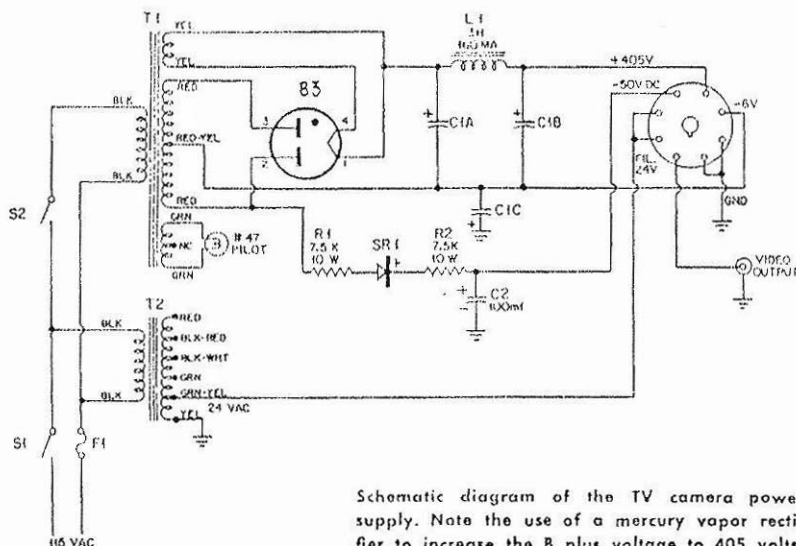 T1
YEL
YEL
RED
RED-YEL
RED
GRN
NC
GRN
BLK
BLK
S2
# 47
PILOT
83
3
4
2
1
L1
3H
160 MA
C1A
C1B
C1C
+405V
-50V DC
-6V
FIL.
24V
GND
VIDEO
OUTPUT
R1
7.5 K
10 W
SR1
R2
7.5K
10 W
C2
100mf
T2
BLK
BLK
RED
BLK-RED
BLK-WHT
GRN
GRN-YEL
24 VAC
YEL
S1
F1
115 VAC
Schematic diagram of the TV camera power
supply. Note the use of a mercury vapor recti-
fier to increase the B plus voltage to 405 volts.